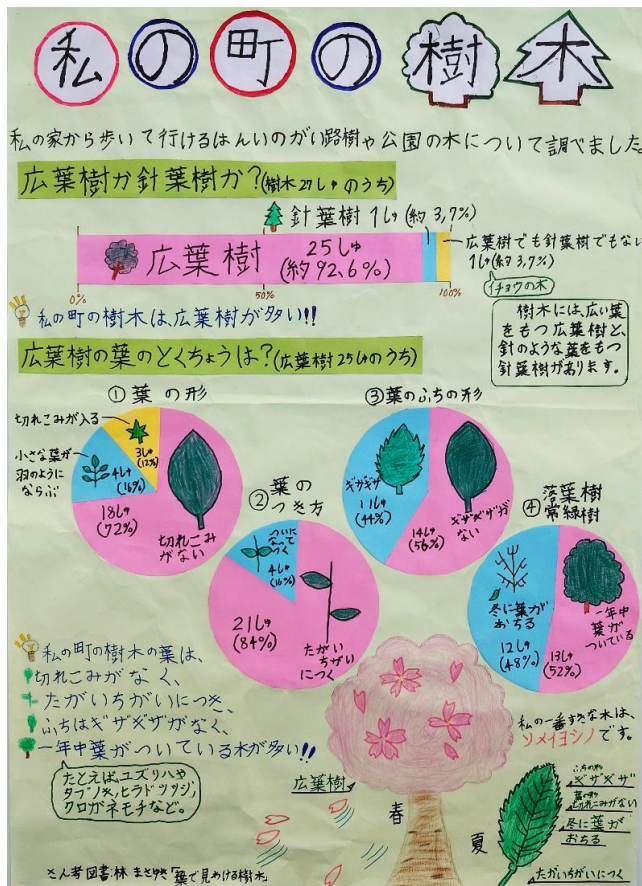 私の町の樹木
私の家から歩いて行けるはんいのがい路樹や公園の木について調べました。
広葉樹か針葉樹か?(樹木27しゅのうち)
針葉樹 1しゅ(約3.7%)
広葉樹
25しゅ
(約92.6%)
広葉樹でも針葉樹でもない
1しゅ(約3.7%)
イチョウの木
0%
50%
100%
私の町の樹木は、広葉樹が多い!!
樹木には、広い葉
をもつ広葉樹と、
針のような葉をもつ
針葉樹があります。
広葉樹の葉のとくちょうは?(広葉樹25しゅのうち)
①葉の形
切れこみが入る
3しゅ
(12%)
小さな葉が
羽のように
ならぶ
4しゅ
(16%)
18しゅ
(72%)
切れこみ
がない
②葉の
つき方
ついに
なって
つく
4しゅ
(16%)
21しゅ
(84%)
たがい
ちがい
につく
③葉のふちの形
ギザギザ
11しゅ
(44%)
14しゅ
(56%)
ギザギザが
ない
④落葉樹
常緑樹
冬に葉が
おちる
12しゅ
(48%)
一年中
葉が
ついている
13しゅ
(52%)
私の町の樹木の葉は、
切れこみがなく、
たがいちがいにつき、
ふちはギザギザがなく、
一年中葉がついている木が多い!!
たとえば、ユズリハや
タブノキ、ヒラドツツジ、
クロガネモチなど。
私の一番すきな木は、
ソメイヨシノです。
広葉樹
春
夏
ふちの形
ギザギザ
葉の形
切れこみがない
冬に葉が
おちる
たがいちがいにつく
さん考図書:林 まさゆき「葉で見わける樹木」